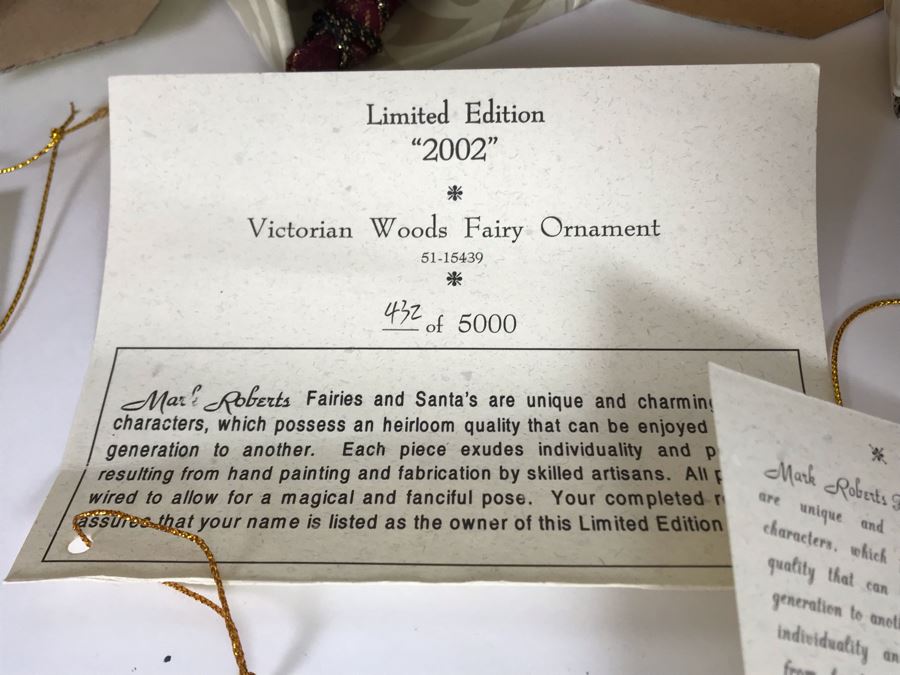 Limited Edition
“2002”
Victorian Woods Fairy Ornament
51-15439
432 of 5000
Mark Roberts Fairies and Santa's are unique and charming
characters, which possess an heirloom quality that can be enjoyed
generation to another. Each piece exudes individuality and
resulting from hand painting and fabrication by skilled artisans. All
wired to allow for a magical and fanciful pose. Your completed
assures that your name is listed as the owner of this Limited Edition
Mark Roberts
are unique and
characters, which
quality that can
generation to
individuality
from